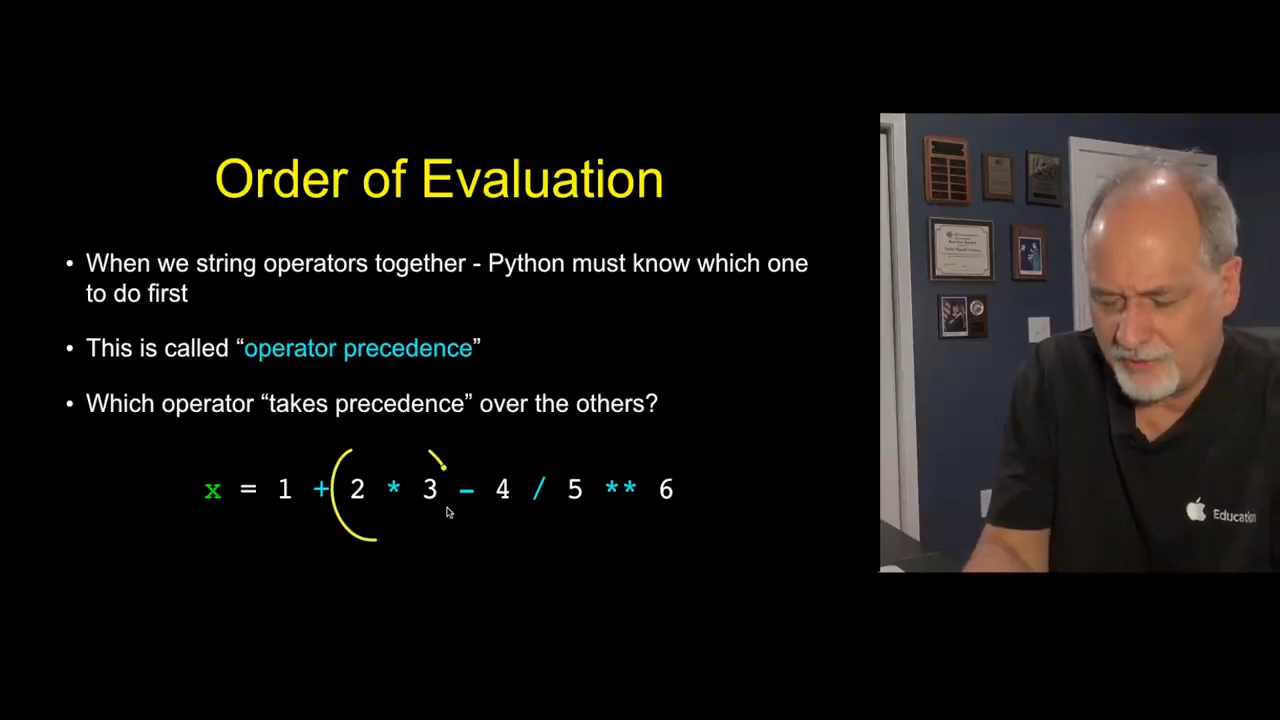 Order of Evaluation
• When we string operators together - Python must know which one
to do first
• This is called “operator precedence”
• Which operator “takes precedence” over the others?
x = 1 + 2 * 3 - 4 / 5 ** 6
Education